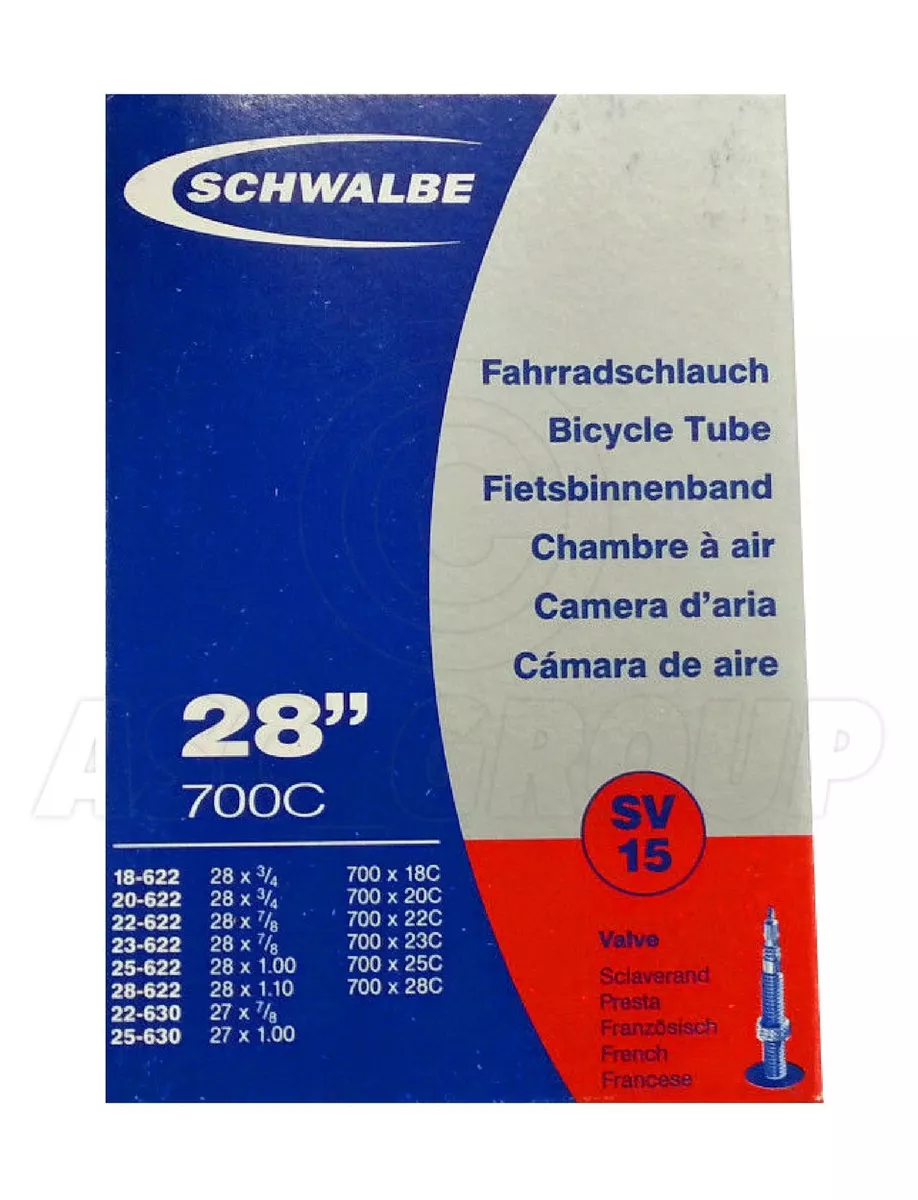 SCHWALBE
Fahrradschlauch
Bicycle Tube
Fietsbinnenband
Chambre à air
Camera d'aria
Cámara de aire
28”
700C
18-622 28 x 3/4 700 x 18C
20-622 28 x 3/4 700 x 20C
22-622 28 x 7/8 700 x 22C
23-622 28 x 7/8 700 x 23C
25-622 28 x 1.00 700 x 25C
28-622 28 x 1.10 700 x 28C
22-630 27 x 7/8
25-630 27 x 1.00
SV
15
Valve
Sclaverand
Presta
Französisch
French
Francese